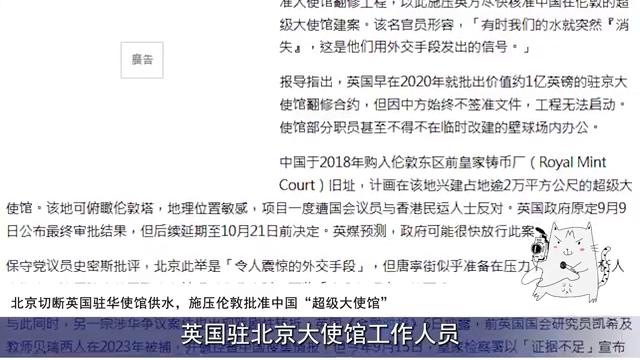 准入大使馆翻修工程，以此施压英方尽快核准中国在伦敦的超
级大使馆建案。该名官员形容，「有时我们的水就突然『消
失』，这是他们用外交手段发出的信号。」
廣告
报导指出，英国早在2020年就批出价值约1亿英磅的驻京大
使馆翻修合约，但因中方始终不签准文件，工程无法启动。
使馆部分职员甚至不得不在临时改建的壁球场内办公。
中国于2018年购入伦敦东区前皇家铸币厂（Royal Mint
Court）旧址，计画在该地兴建占地逾2万平方公尺的超级大
使馆。该地可俯瞰伦敦塔，地理位置敏感，项目一度遭国会议员与香港民运人士反对。英国政府原定9月9
日公布最终审批结果，但后续延期至10月21日前决定。英媒预测，政府可能很快放行此案
保守党议员史密斯批评，北京此举是「令人震惊的外交手段」，但唐宁街似乎准备在压力
人
北京切断英国驻华使馆供水，施压伦敦批准中国“超级大使馆”
与此同时，另一宗涉华争议案件
前英国国会研究员凯希及
教师贝瑞两人在2023年被捕，
以「证据不足」宣布
英国驻北京大使馆工作人员